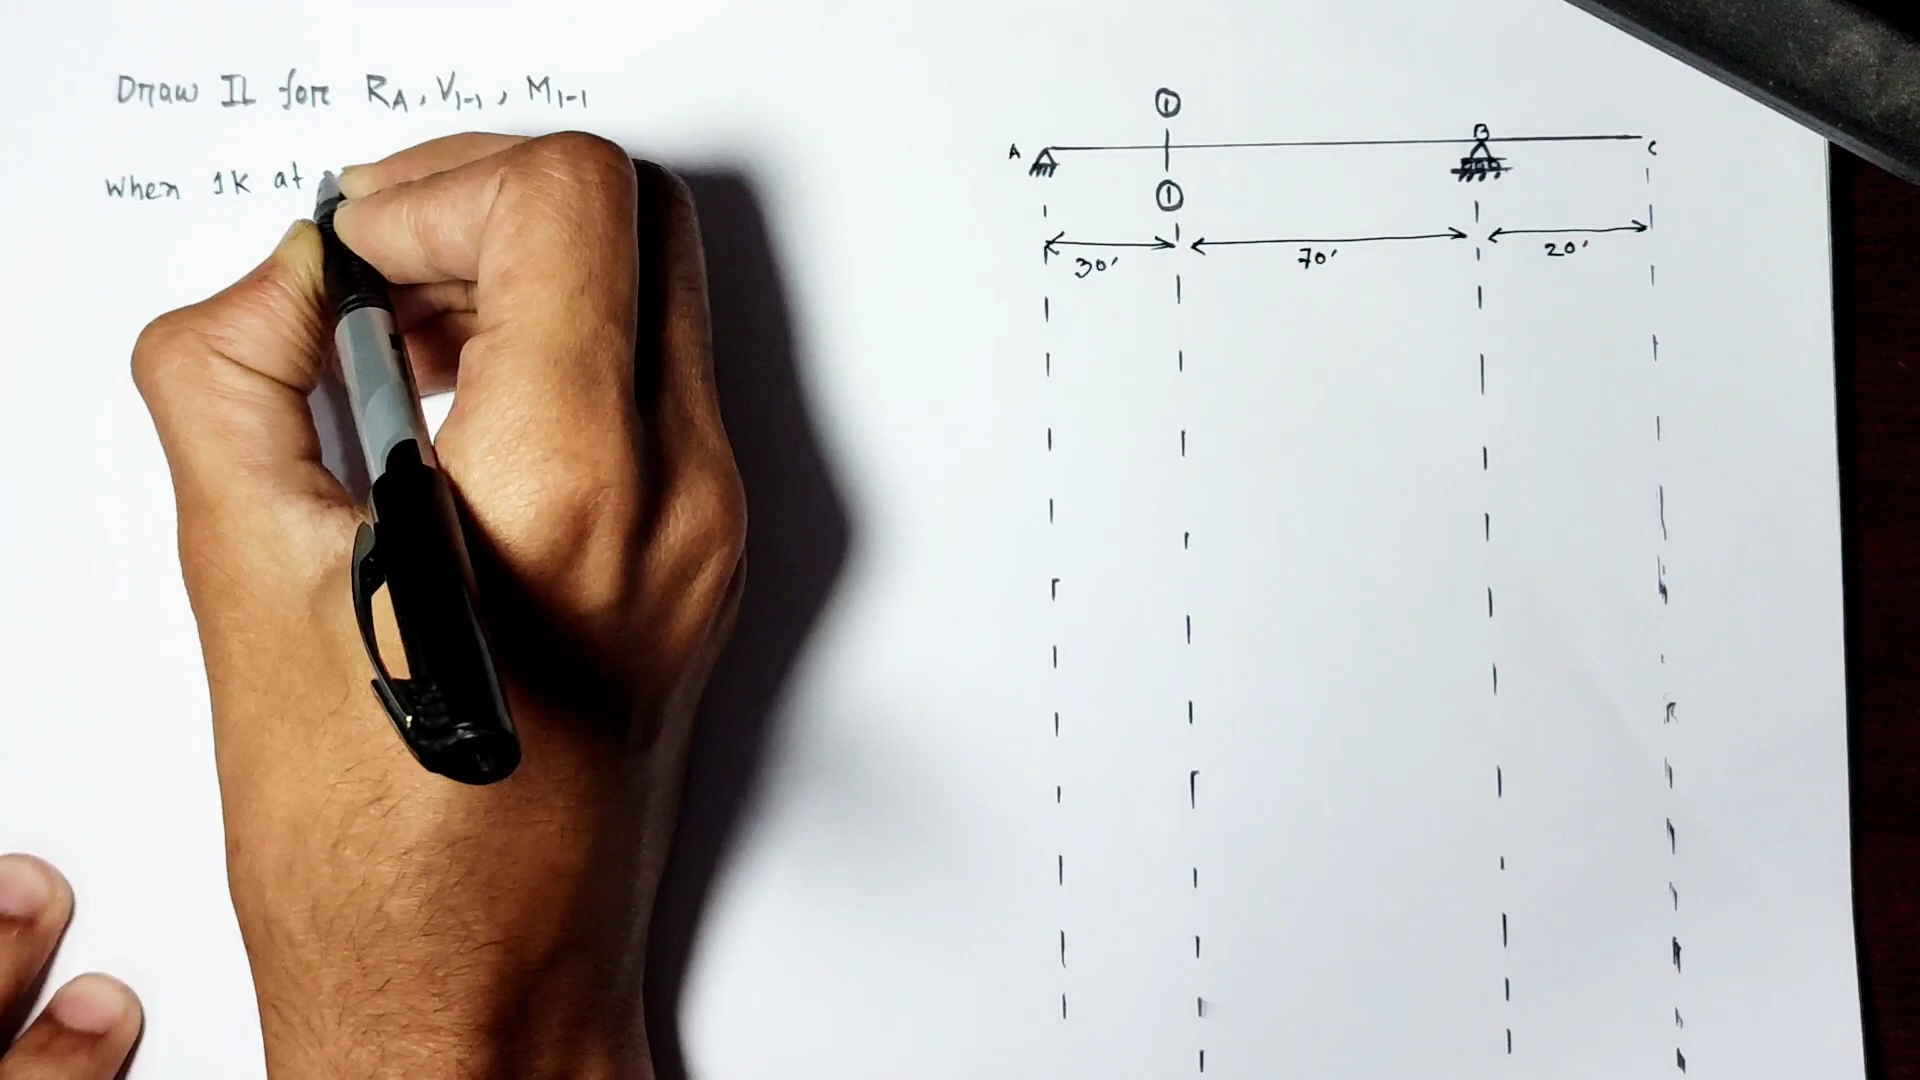 Draw IL for RA, V1-1, M1-1
When 1K at
1
A B C
1
30' 70' 20'